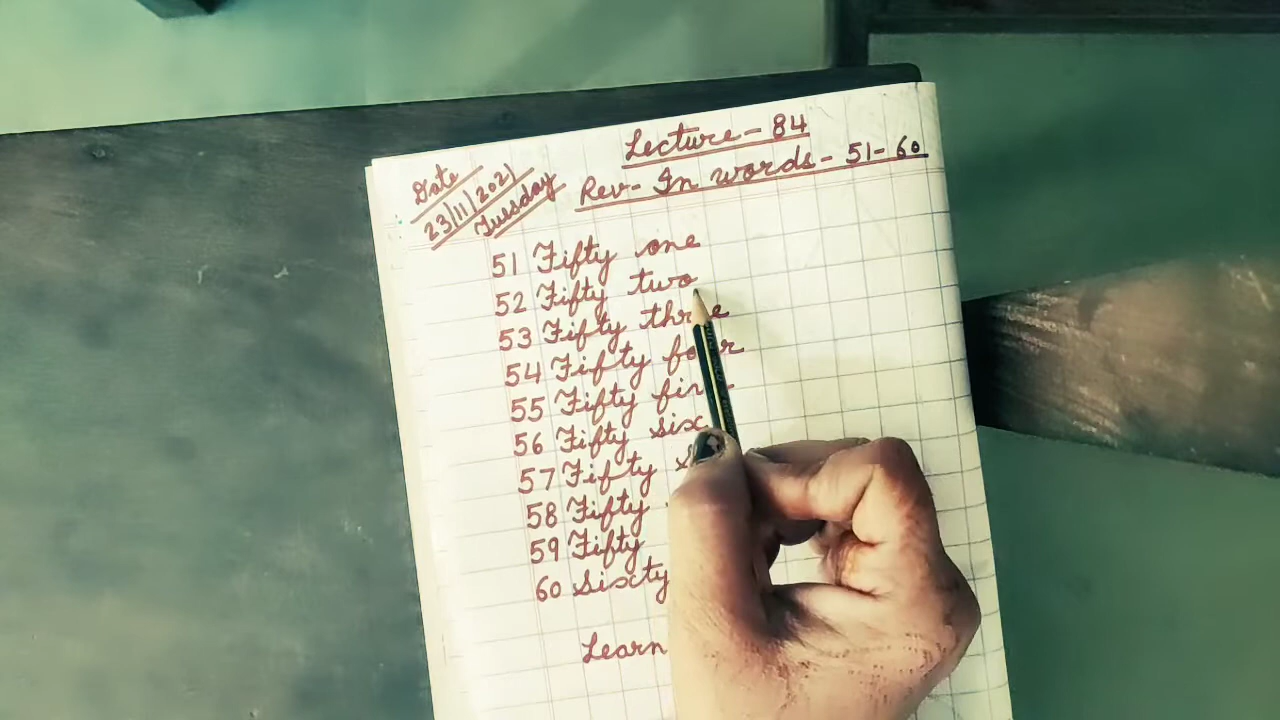 Lecture - 84
Date
23/11/2021
Tuesday
Rev - In words - 51 - 60
51 Fifty one
52 Fifty two
53 Fifty three
54 Fifty four
55 Fifty
56 Fifty six
57 Fifty
58 Fifty
59 Fifty
60 Sixty
Learn